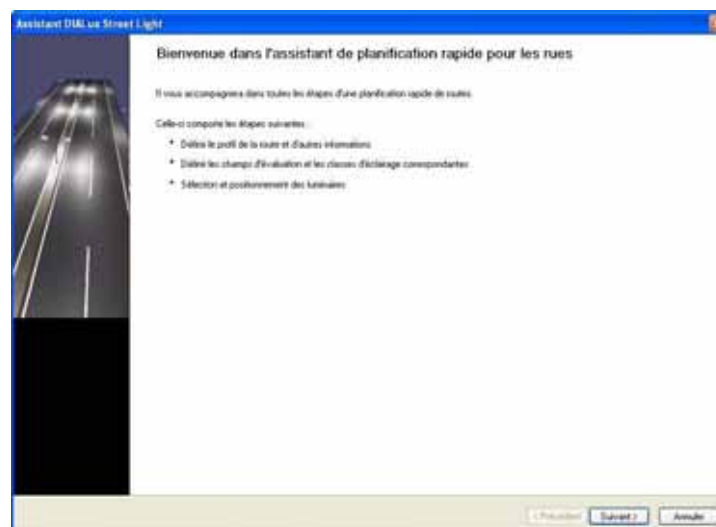 Assistant DIALux Street Light
Bienvenue dans l'assistant de planification rapide pour les rues
Il vous accompagnera dans toutes les étapes d'une planification rapide de routes.
Celle-ci comporte les étapes suivantes :
• Définir le profil de la route et d'autres informations
• Définir les champs d'évaluation et les classes d'éclairage correspondantes
• Sélection et positionnement des luminaires
< Précédent
Suivant >
Annuler